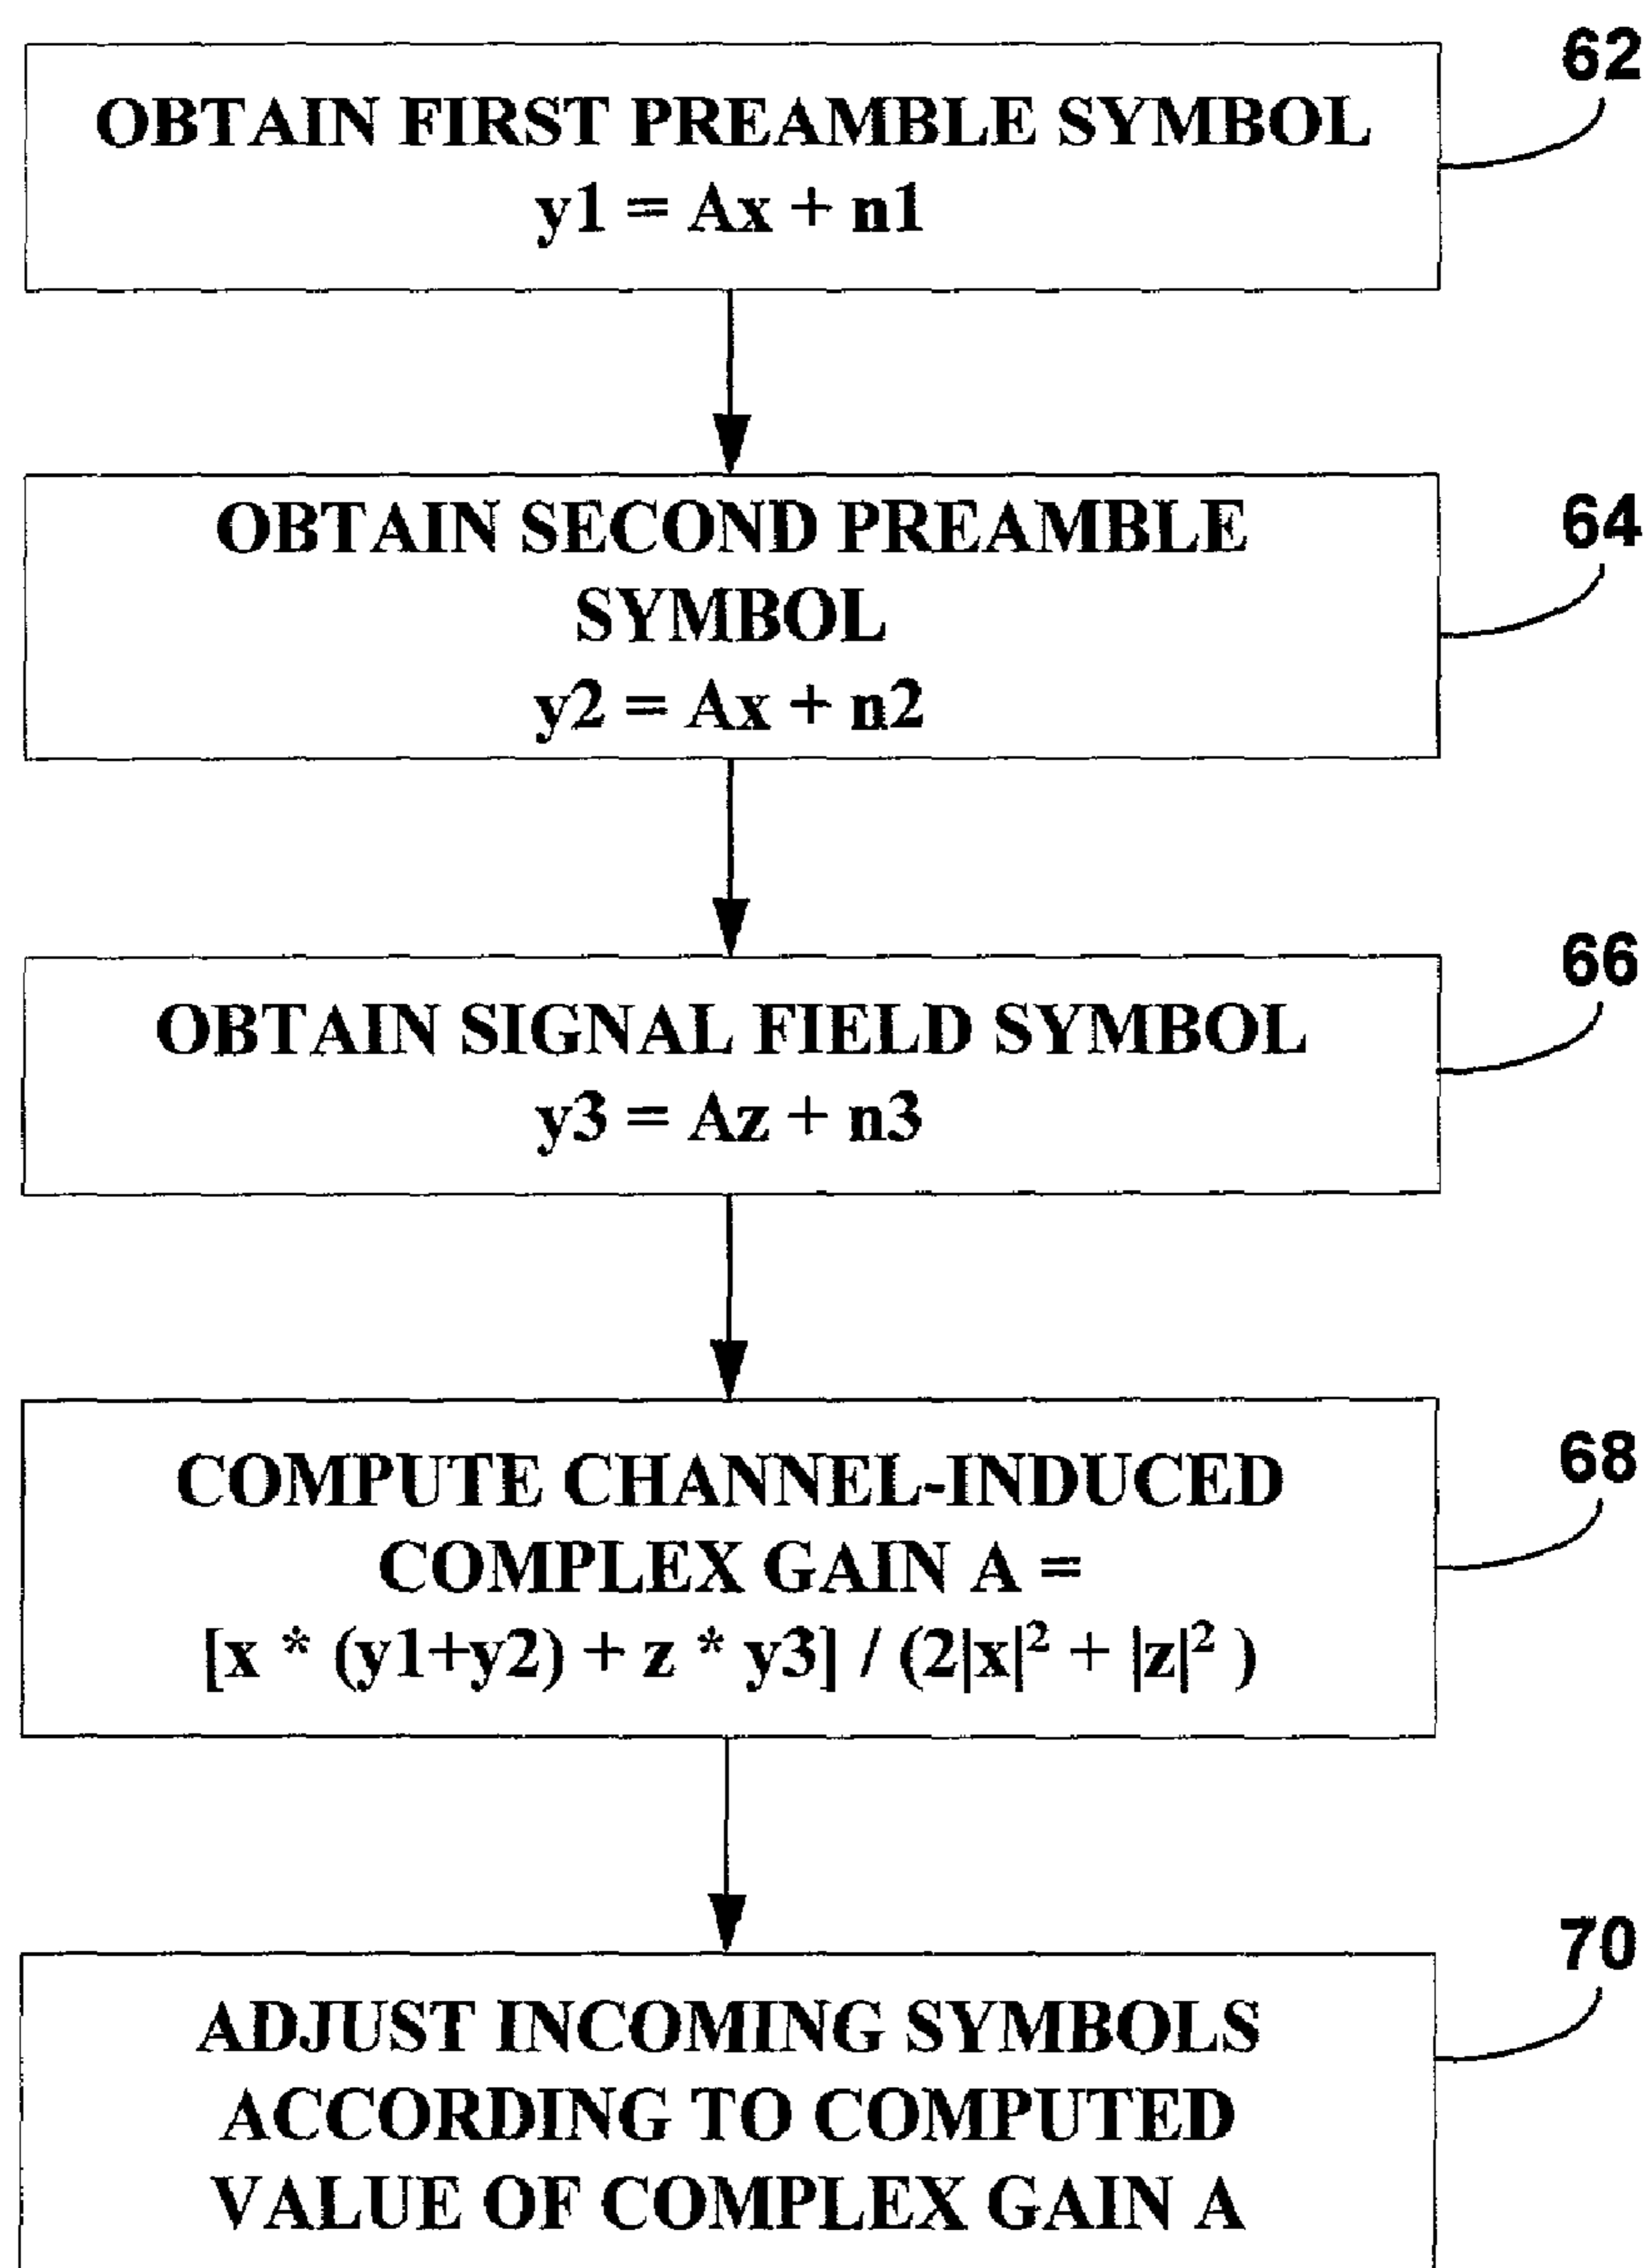 62
OBTAIN FIRST PREAMBLE SYMBOL
y1 = Ax + n1
64
OBTAIN SECOND PREAMBLE
SYMBOL
y2 = Ax + n2
66
OBTAIN SIGNAL FIELD SYMBOL
y3 = Az + n3
68
COMPUTE CHANNEL-INDUCED
COMPLEX GAIN A =
[x * (y1+y2) + z * y3] / (2|x|² + |z|² )
70
ADJUST INCOMING SYMBOLS
ACCORDING TO COMPUTED
VALUE OF COMPLEX GAIN A